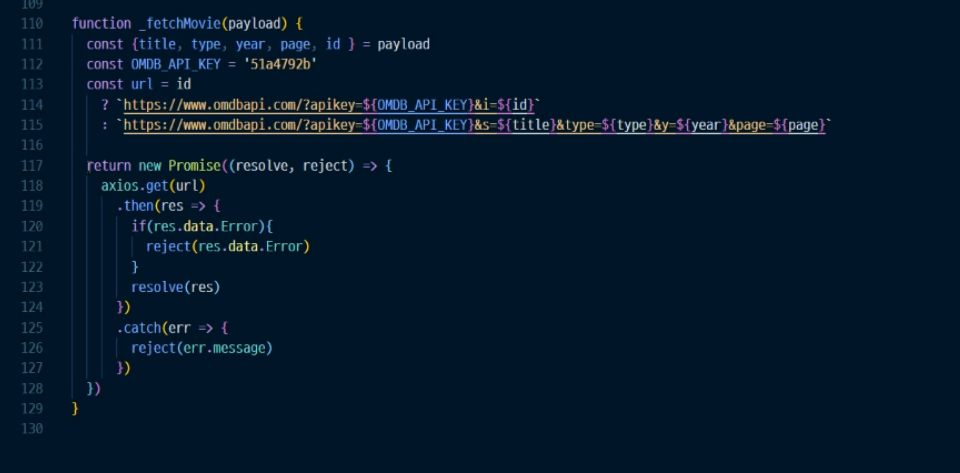 109
110 function _fetchMovie(payload) {
111   const {title, type, year, page, id } = payload
112   const OMDB_API_KEY = '51a4792b'
113   const url = id
114     ? `https://www.omdbapi.com/?apikey=${OMDB_API_KEY}&i=${id}`
115     : `https://www.omdbapi.com/?apikey=${OMDB_API_KEY}&s=${title}&type=${type}&y=${year}&page=${page}`
116
117   return new Promise((resolve, reject) => {
118     axios.get(url)
119       .then(res => {
120         if(res.data.Error){
121           reject(res.data.Error)
122         }
123         resolve(res)
124       })
125       .catch(err => {
126         reject(err.message)
127       })
128   })
129 }
130